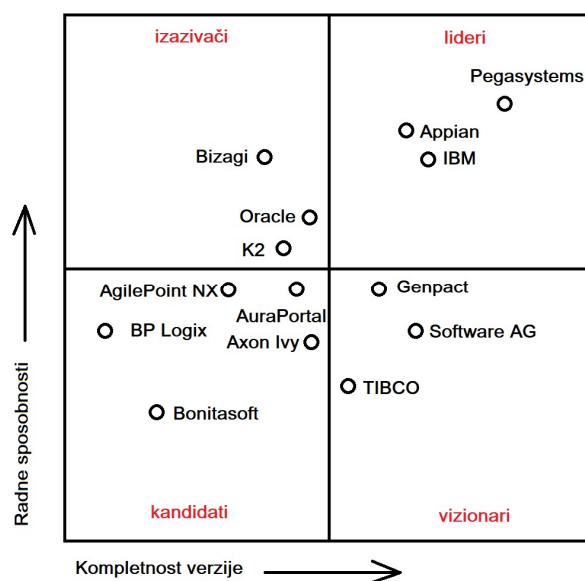 izazivači
lideri
Pegasystems
Appian
IBM
Bizagi
Oracle
K2
AgilePoint NX
AuraPortal
Genpact
BP Logix
Axon Ivy
Software AG
TIBCO
Bonitasoft
kandidati
vizionari
Radne sposobnosti
Kompletnost verzije